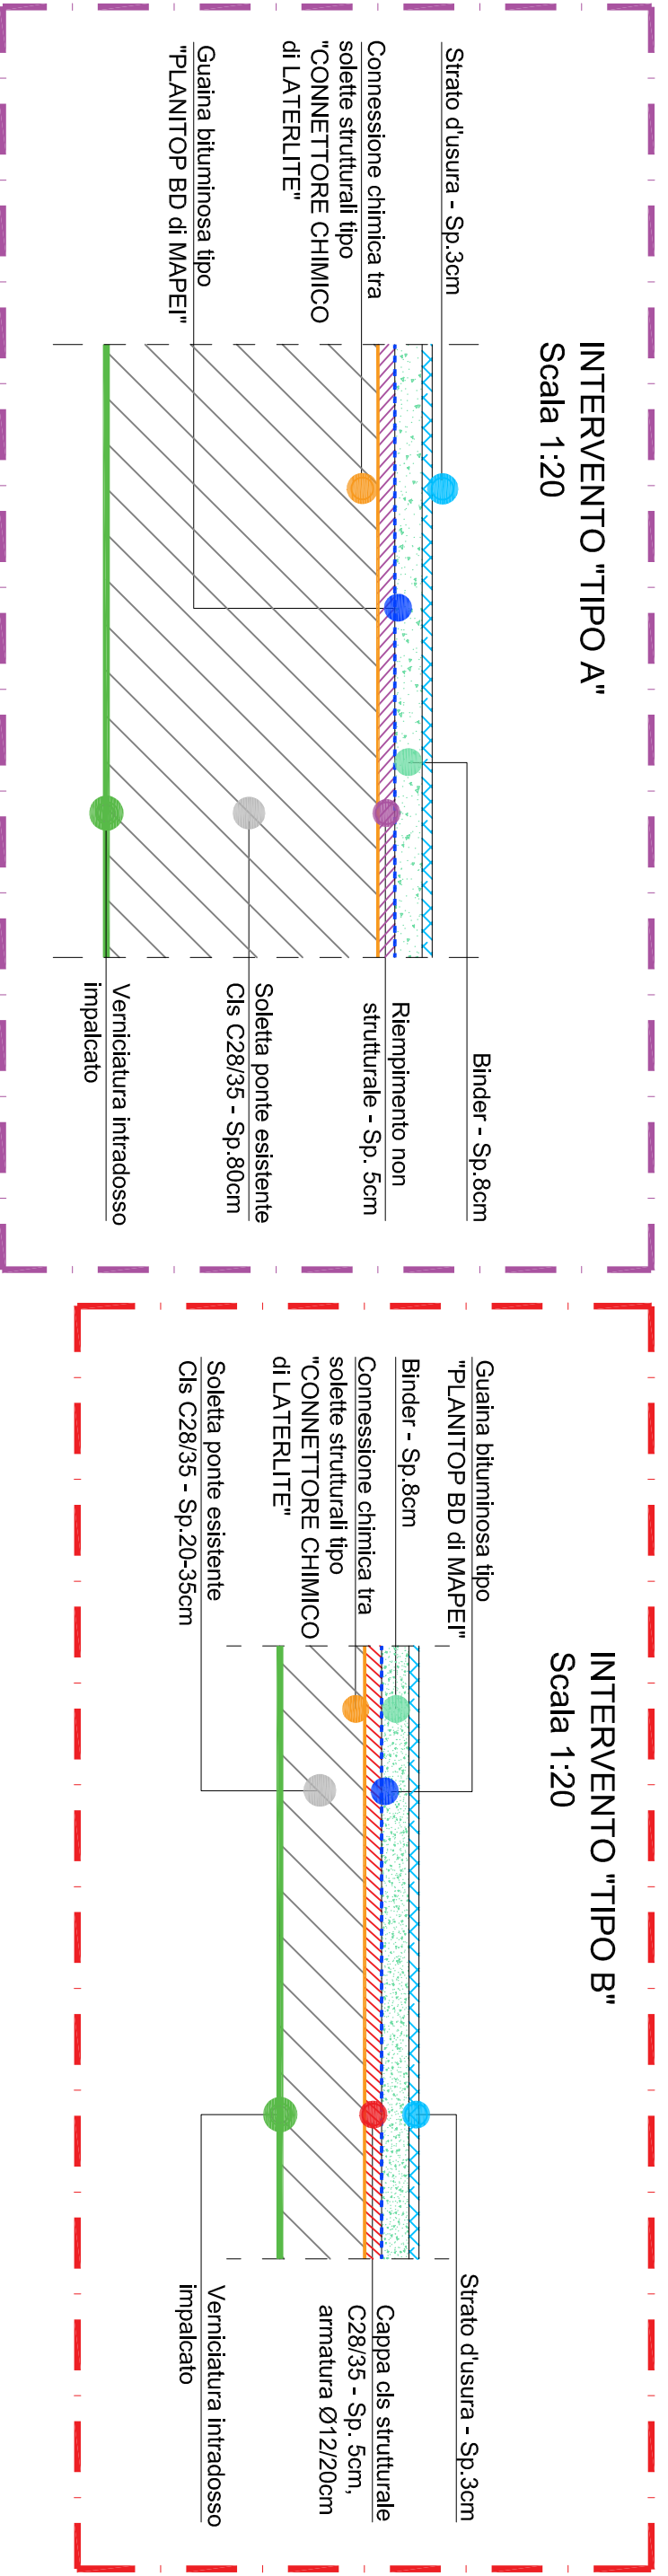 INTERVENTO "TIPO A"
Scala 1:20
Strato d'usura - Sp.3cm
Connessione chimica tra
solette strutturali tipo
"CONNETTORE CHIMICO
di LATERLITE"
Guaina bituminosa tipo
"PLANITOP BD di MAPEI"
Binder - Sp.8cm
Riempimento non
strutturale - Sp. 5cm
Soletta ponte esistente
Cls C28/35 - Sp.80cm
Verniciatura intradosso
impalcato
INTERVENTO "TIPO B"
Scala 1:20
Guaina bituminosa tipo
"PLANITOP BD di MAPEI"
Binder - Sp.8cm
Connessione chimica tra
solette strutturali tipo
"CONNETTORE CHIMICO
di LATERLITE"
Soletta ponte esistente
Cls C28/35 - Sp.20-35cm
Strato d'usura - Sp.3cm
Cappa cls strutturale
C28/35 - Sp. 5cm,
armatura Ø12/20cm
Verniciatura intradosso
impalcato